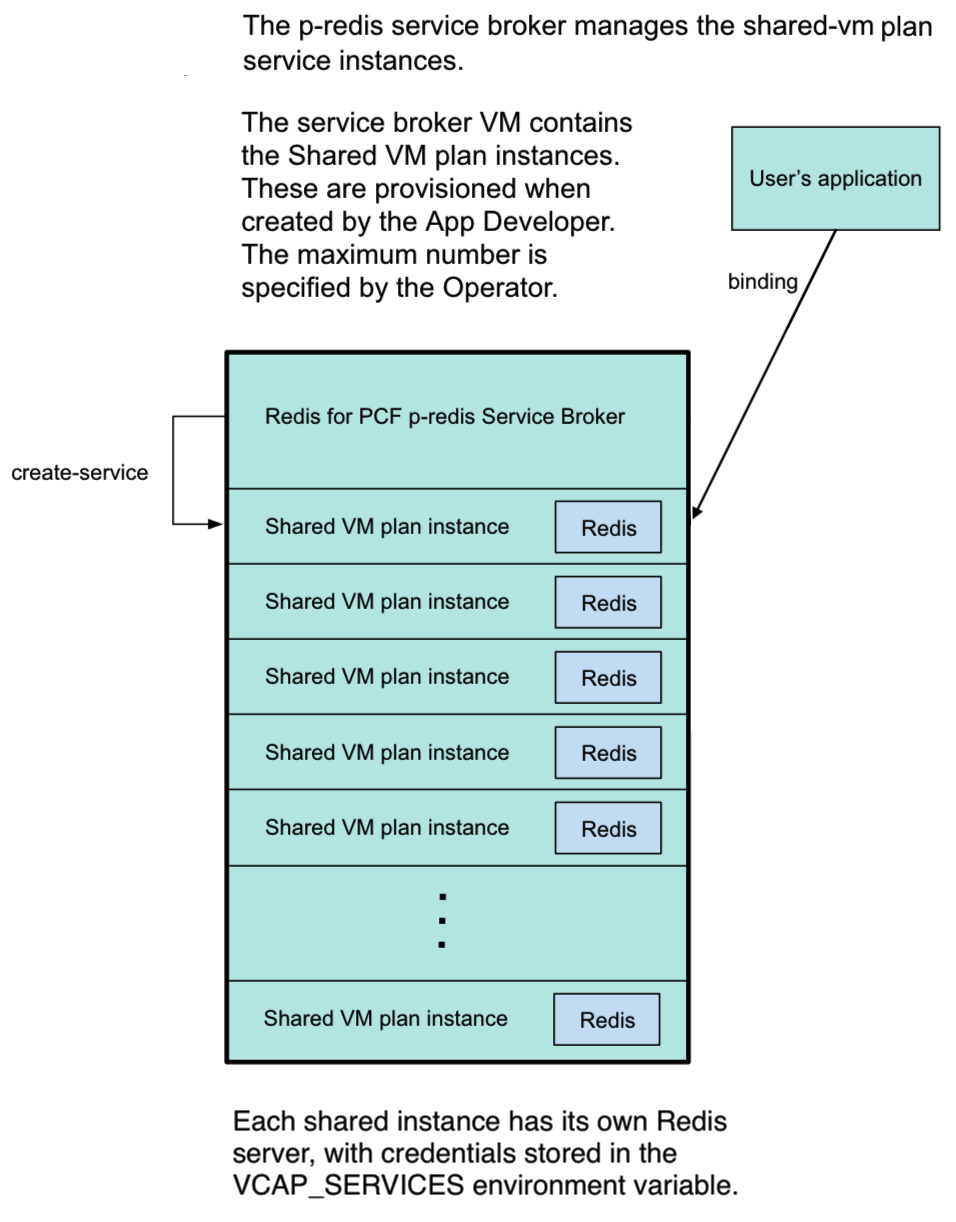 The p-redis service broker manages the shared-vm plan
service instances.
The service broker VM contains
the Shared VM plan instances.
These are provisioned when
created by the App Developer.
The maximum number is
specified by the Operator.
User's application
binding
Redis for PCF p-redis Service Broker
create-service
Shared VM plan instance Redis
Shared VM plan instance Redis
Shared VM plan instance Redis
Shared VM plan instance Redis
Shared VM plan instance Redis
Shared VM plan instance Redis
Each shared instance has its own Redis
server, with credentials stored in the
VCAP_SERVICES environment variable.